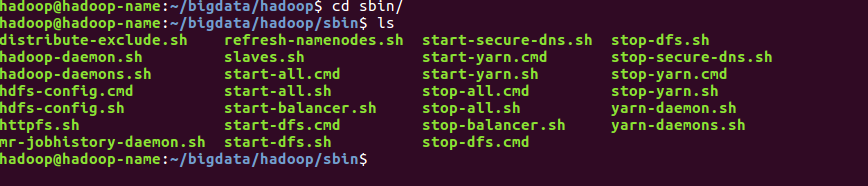 hadoop@hadoop-name:~/bigdata/hadoop$ cd sbin/
hadoop@hadoop-name:~/bigdata/hadoop/sbin$ ls
distribute-exclude.sh refresh-namenodes.sh start-secure-dns.sh stop-dfs.sh
hadoop-daemon.sh slaves.sh start-yarn.cmd stop-secure-dns.sh
hadoop-daemons.sh start-all.cmd start-yarn.sh stop-yarn.cmd
hdfs-config.cmd start-all.sh stop-all.cmd stop-yarn.sh
hdfs-config.sh start-balancer.sh stop-all.sh yarn-daemon.sh
httpfs.sh start-dfs.cmd stop-balancer.sh yarn-daemons.sh
mr-jobhistory-daemon.sh start-dfs.sh stop-dfs.cmd
hadoop@hadoop-name:~/bigdata/hadoop/sbin$